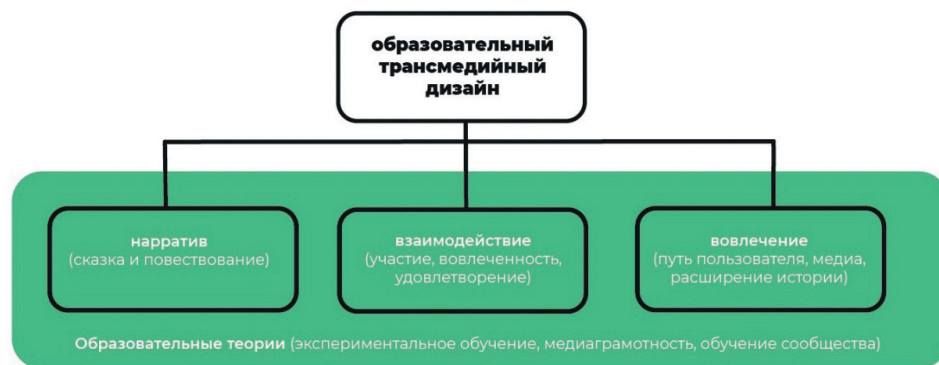 образовательный
трансмедийный
дизайн
нарратив
(сказка и повествование)
взаимодействие
(участие, вовлеченность,
удовлетворение)
вовлечение
(путь пользователя, медиа,
расширение истории)
Образовательные теории (экспериментальное обучение, медиаграмотность, обучение сообщества)